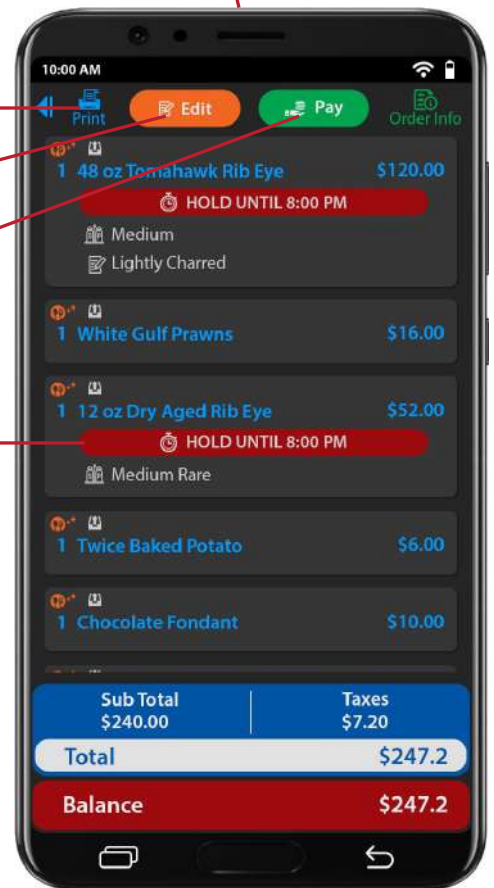 10:00 AM
Print Edit Pay Order Info
1 48 oz Tomahawk Rib Eye $120.00
HOLD UNTIL 8:00 PM
Medium
Lightly Charred
1 White Gulf Prawns $16.00
1 12 oz Dry Aged Rib Eye $52.00
HOLD UNTIL 8:00 PM
Medium Rare
1 Twice Baked Potato $6.00
1 Chocolate Fondant $10.00
Sub Total Taxes
$240.00 $7.20
Total $247.2
Balance $247.2